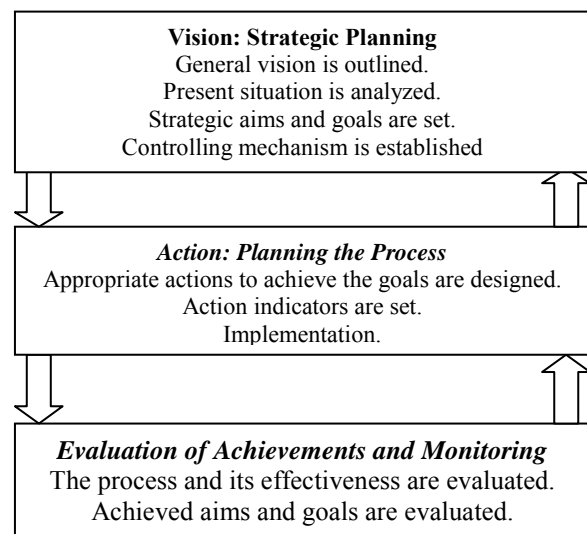 Vision: Strategic Planning
General vision is outlined.
Present situation is analyzed.
Strategic aims and goals are set.
Controlling mechanism is established
Action: Planning the Process
Appropriate actions to achieve the goals are designed.
Action indicators are set.
Implementation.
Evaluation of Achievements and Monitoring
The process and its effectiveness are evaluated.
Achieved aims and goals are evaluated.